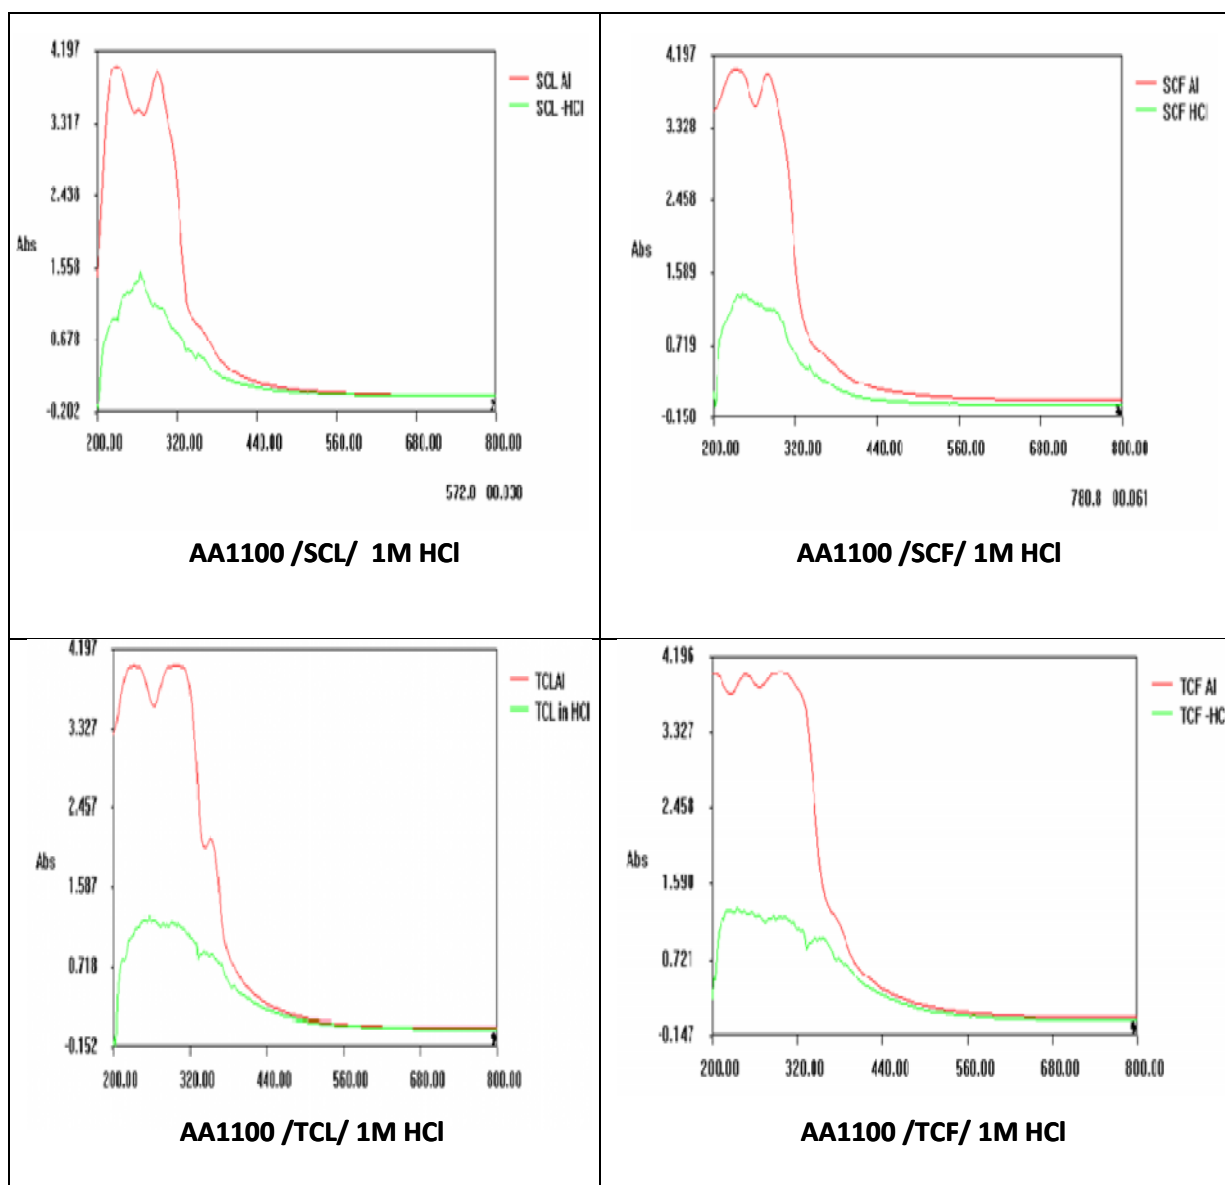 4.197
3.317
2.438
1.558
0.678
-0.202
Abs
SCL Al
SCL -HCl
200.00 320.00 440.00 560.00 680.00 800.00
572.0 00.030
AA1100 /SCL/ 1M HCl
4.197
3.328
2.458
1.589
0.719
-0.150
Abs
SCF Al
SCF HCl
200.00 320.00 440.00 560.00 680.00 800.00
780.8 00.061
AA1100 /SCF/ 1M HCl
4.197
3.327
2.457
1.587
0.718
-0.152
Abs
TCLAl
TCL in HCl
200.00 320.00 440.00 560.00 680.00 800.00
AA1100 /TCL/ 1M HCl
4.196
3.327
2.458
1.590
0.721
-0.147
Abs
TCF Al
TCF -HC
200.00 320.00 440.00 560.00 680.00 800.00
AA1100 /TCF/ 1M HCl